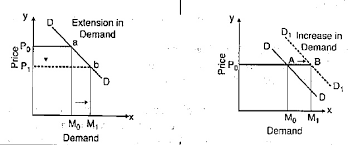 y
D
Extension in
Demand
P₀
a
Price
P₁
b
D
x
M₀ M₁
Demand
y
D₁
Increase in
Demand
D
Price
P₀
A
B
D
D₁
x
M₀ M₁
Demand